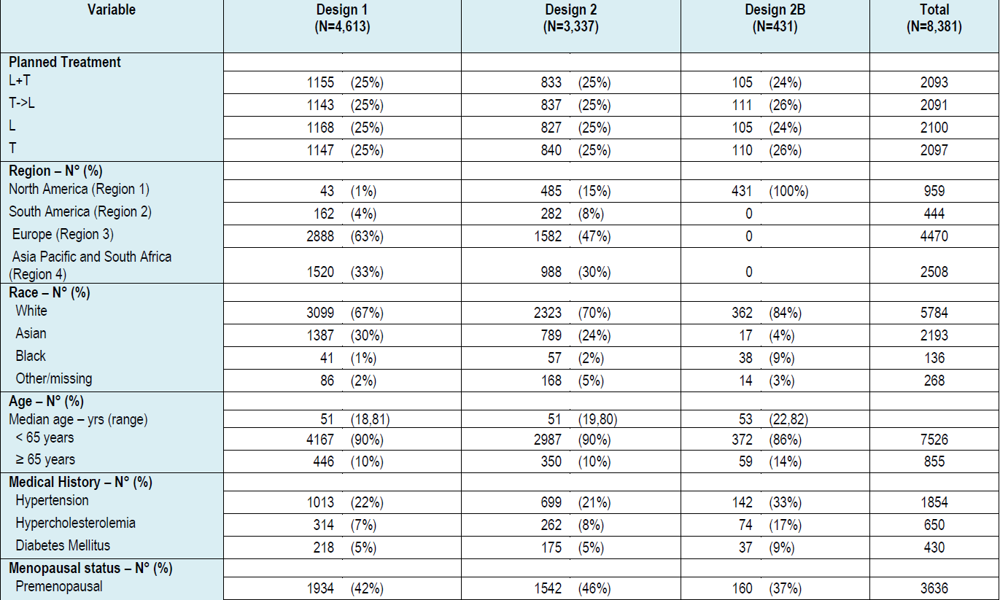 Variable Design 1 Design 2 Design 2B Total
(N=4,613) (N=3,337) (N=431) (N=8,381)
Planned Treatment
L+T 1155 (25%) 833 (25%) 105 (24%) 2093
T->L 1143 (25%) 837 (25%) 111 (26%) 2091
L 1168 (25%) 827 (25%) 105 (24%) 2100
T 1147 (25%) 840 (25%) 110 (26%) 2097
Region – N° (%)
North America (Region 1) 43 (1%) 485 (15%) 431 (100%) 959
South America (Region 2) 162 (4%) 282 (8%) 0 444
Europe (Region 3) 2888 (63%) 1582 (47%) 0 4470
Asia Pacific and South Africa
(Region 4) 1520 (33%) 988 (30%) 0 2508
Race – N° (%)
White 3099 (67%) 2323 (70%) 362 (84%) 5784
Asian 1387 (30%) 789 (24%) 17 (4%) 2193
Black 41 (1%) 57 (2%) 38 (9%) 136
Other/missing 86 (2%) 168 (5%) 14 (3%) 268
Age – N° (%)
Median age – yrs (range) 51 (18,81) 51 (19,80) 53 (22,82)
< 65 years 4167 (90%) 2987 (90%) 372 (86%) 7526
≥ 65 years 446 (10%) 350 (10%) 59 (14%) 855
Medical History – N° (%)
Hypertension 1013 (22%) 699 (21%) 142 (33%) 1854
Hypercholesterolemia 314 (7%) 262 (8%) 74 (17%) 650
Diabetes Mellitus 218 (5%) 175 (5%) 37 (9%) 430
Menopausal status – N° (%)
Premenopausal 1934 (42%) 1542 (46%) 160 (37%) 3636